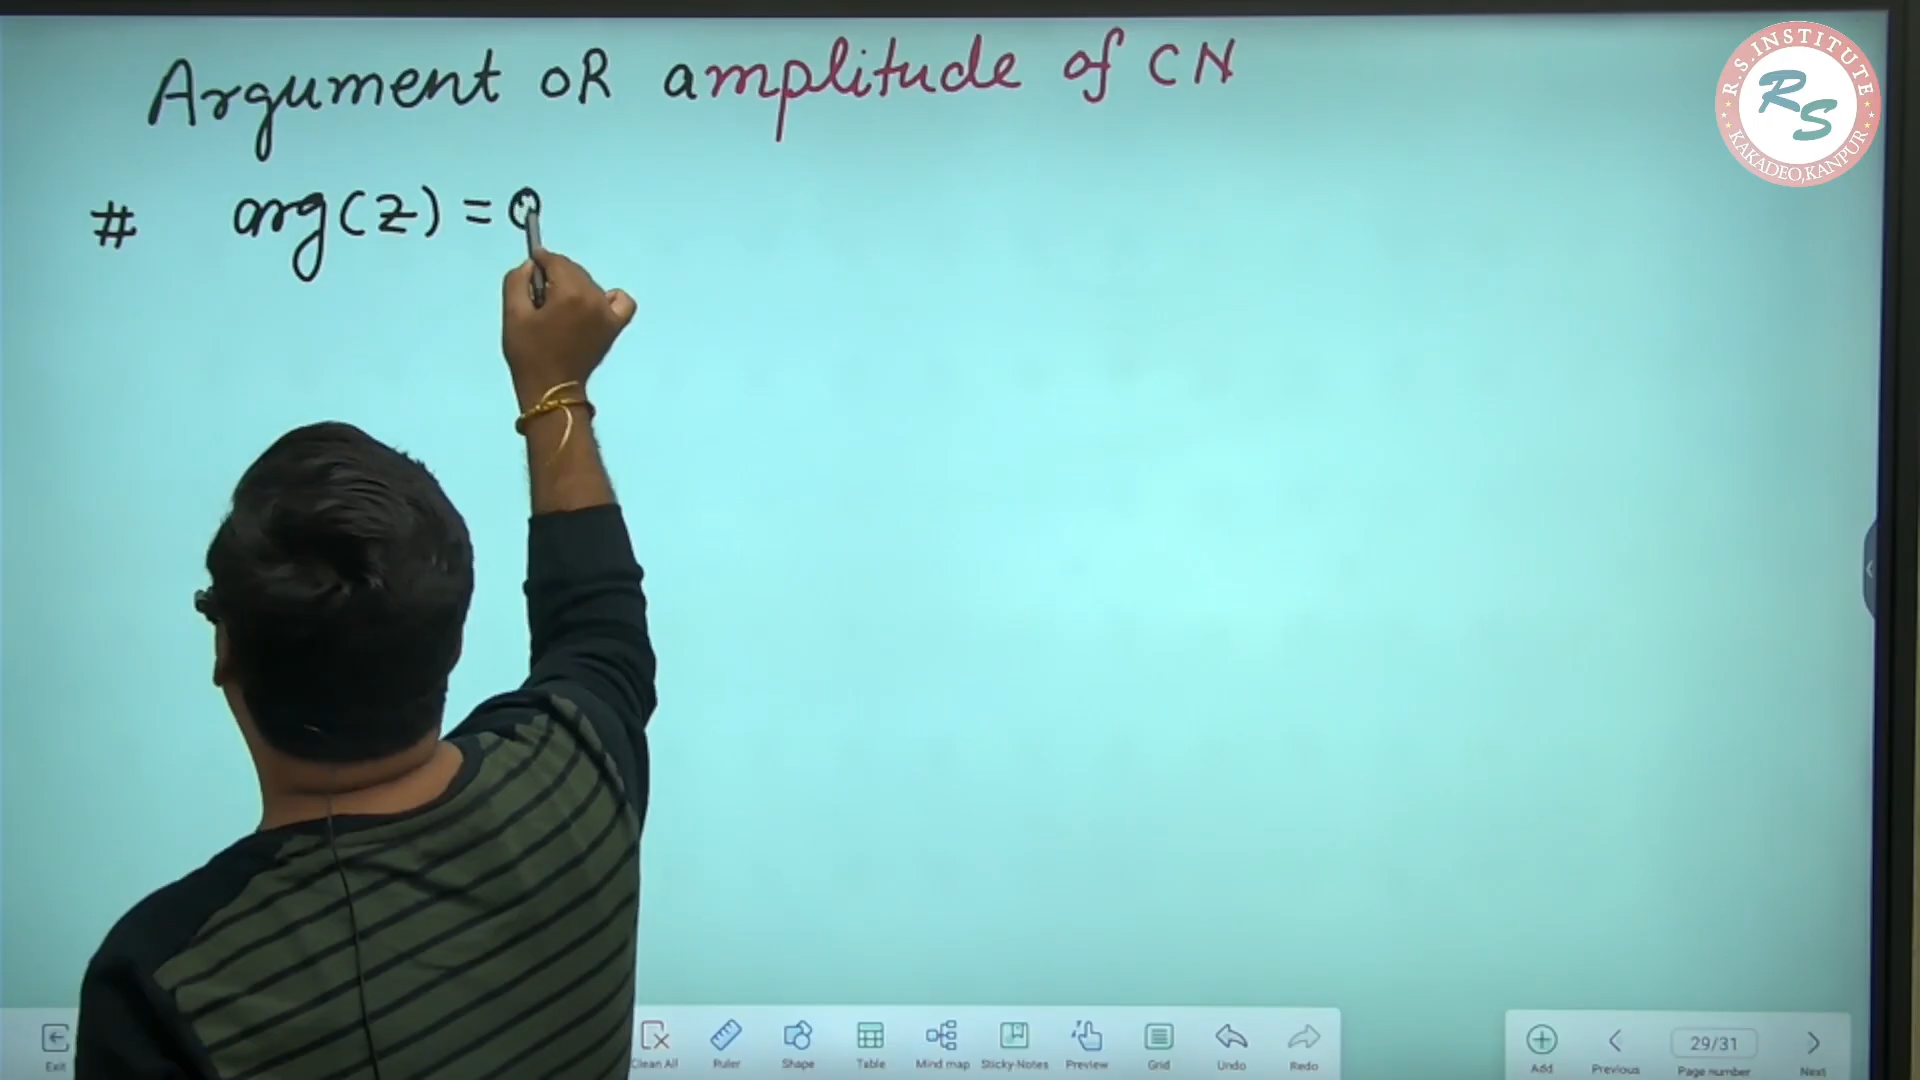 Argument OR amplitude of CN
# arg(z) = θ
R.S.INSTITUTE
RS
KAKADEO,KANPUR
Exit
Clean All
Ruler
Shape
Table
Mind map
Sticky Notes
Preview
Grid
Undo
Redo
Add
Previous
29/31
Page number
Next